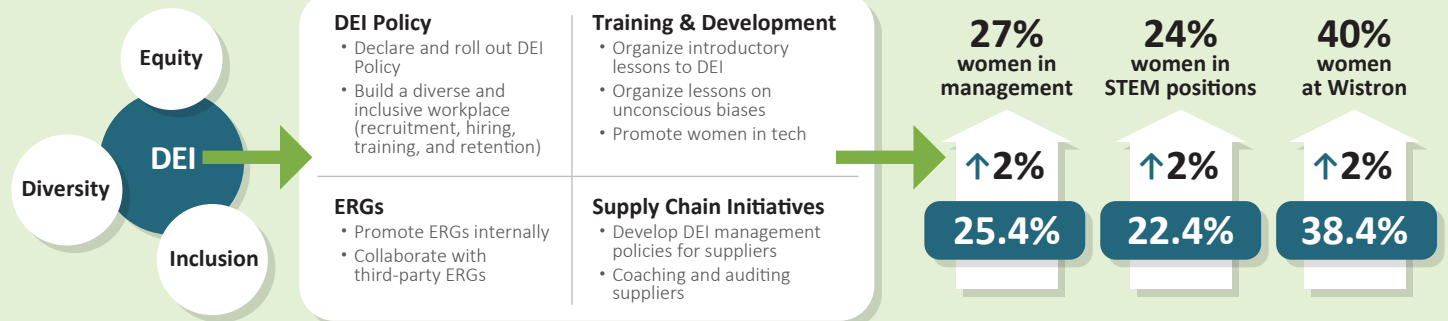 Equity
DEI
Diversity
Inclusion
DEI Policy
• Declare and roll out DEI
Policy
• Build a diverse and
inclusive workplace
(recruitment, hiring,
training, and retention)
Training & Development
• Organize introductory
lessons to DEI
• Organize lessons on
unconscious biases
• Promote women in tech
ERGs
• Promote ERGs internally
• Collaborate with
third-party ERGs
Supply Chain Initiatives
• Develop DEI management
policies for suppliers
• Coaching and auditing
suppliers
27%
women in
management
↑2%
25.4%
24%
women in
STEM positions
↑2%
22.4%
40%
women
at Wistron
↑2%
38.4%